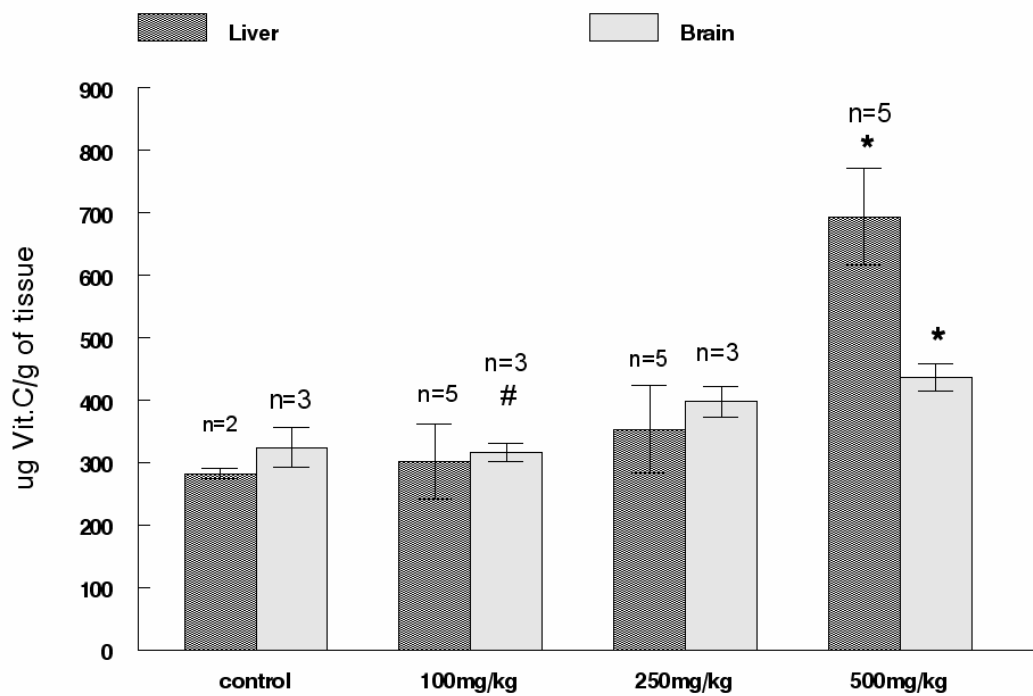 Liver Brain
900
800
700
600
500
400
300
200
100
0
ug Vit.C/g of tissue
n=2
n=3
n=5
n=3
#
n=5
n=3
n=5
*
*
control 100mg/kg 250mg/kg 500mg/kg